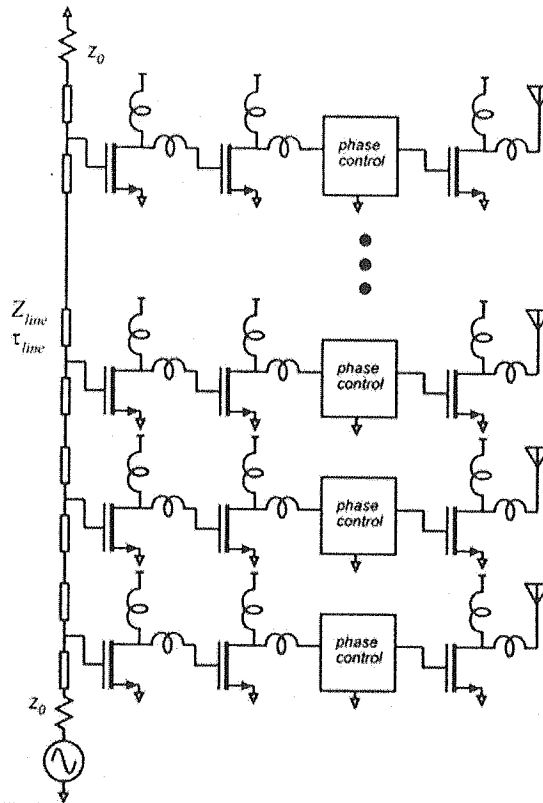 z0
phase
control
Zline
τline
phase
control
phase
control
phase
control
z0